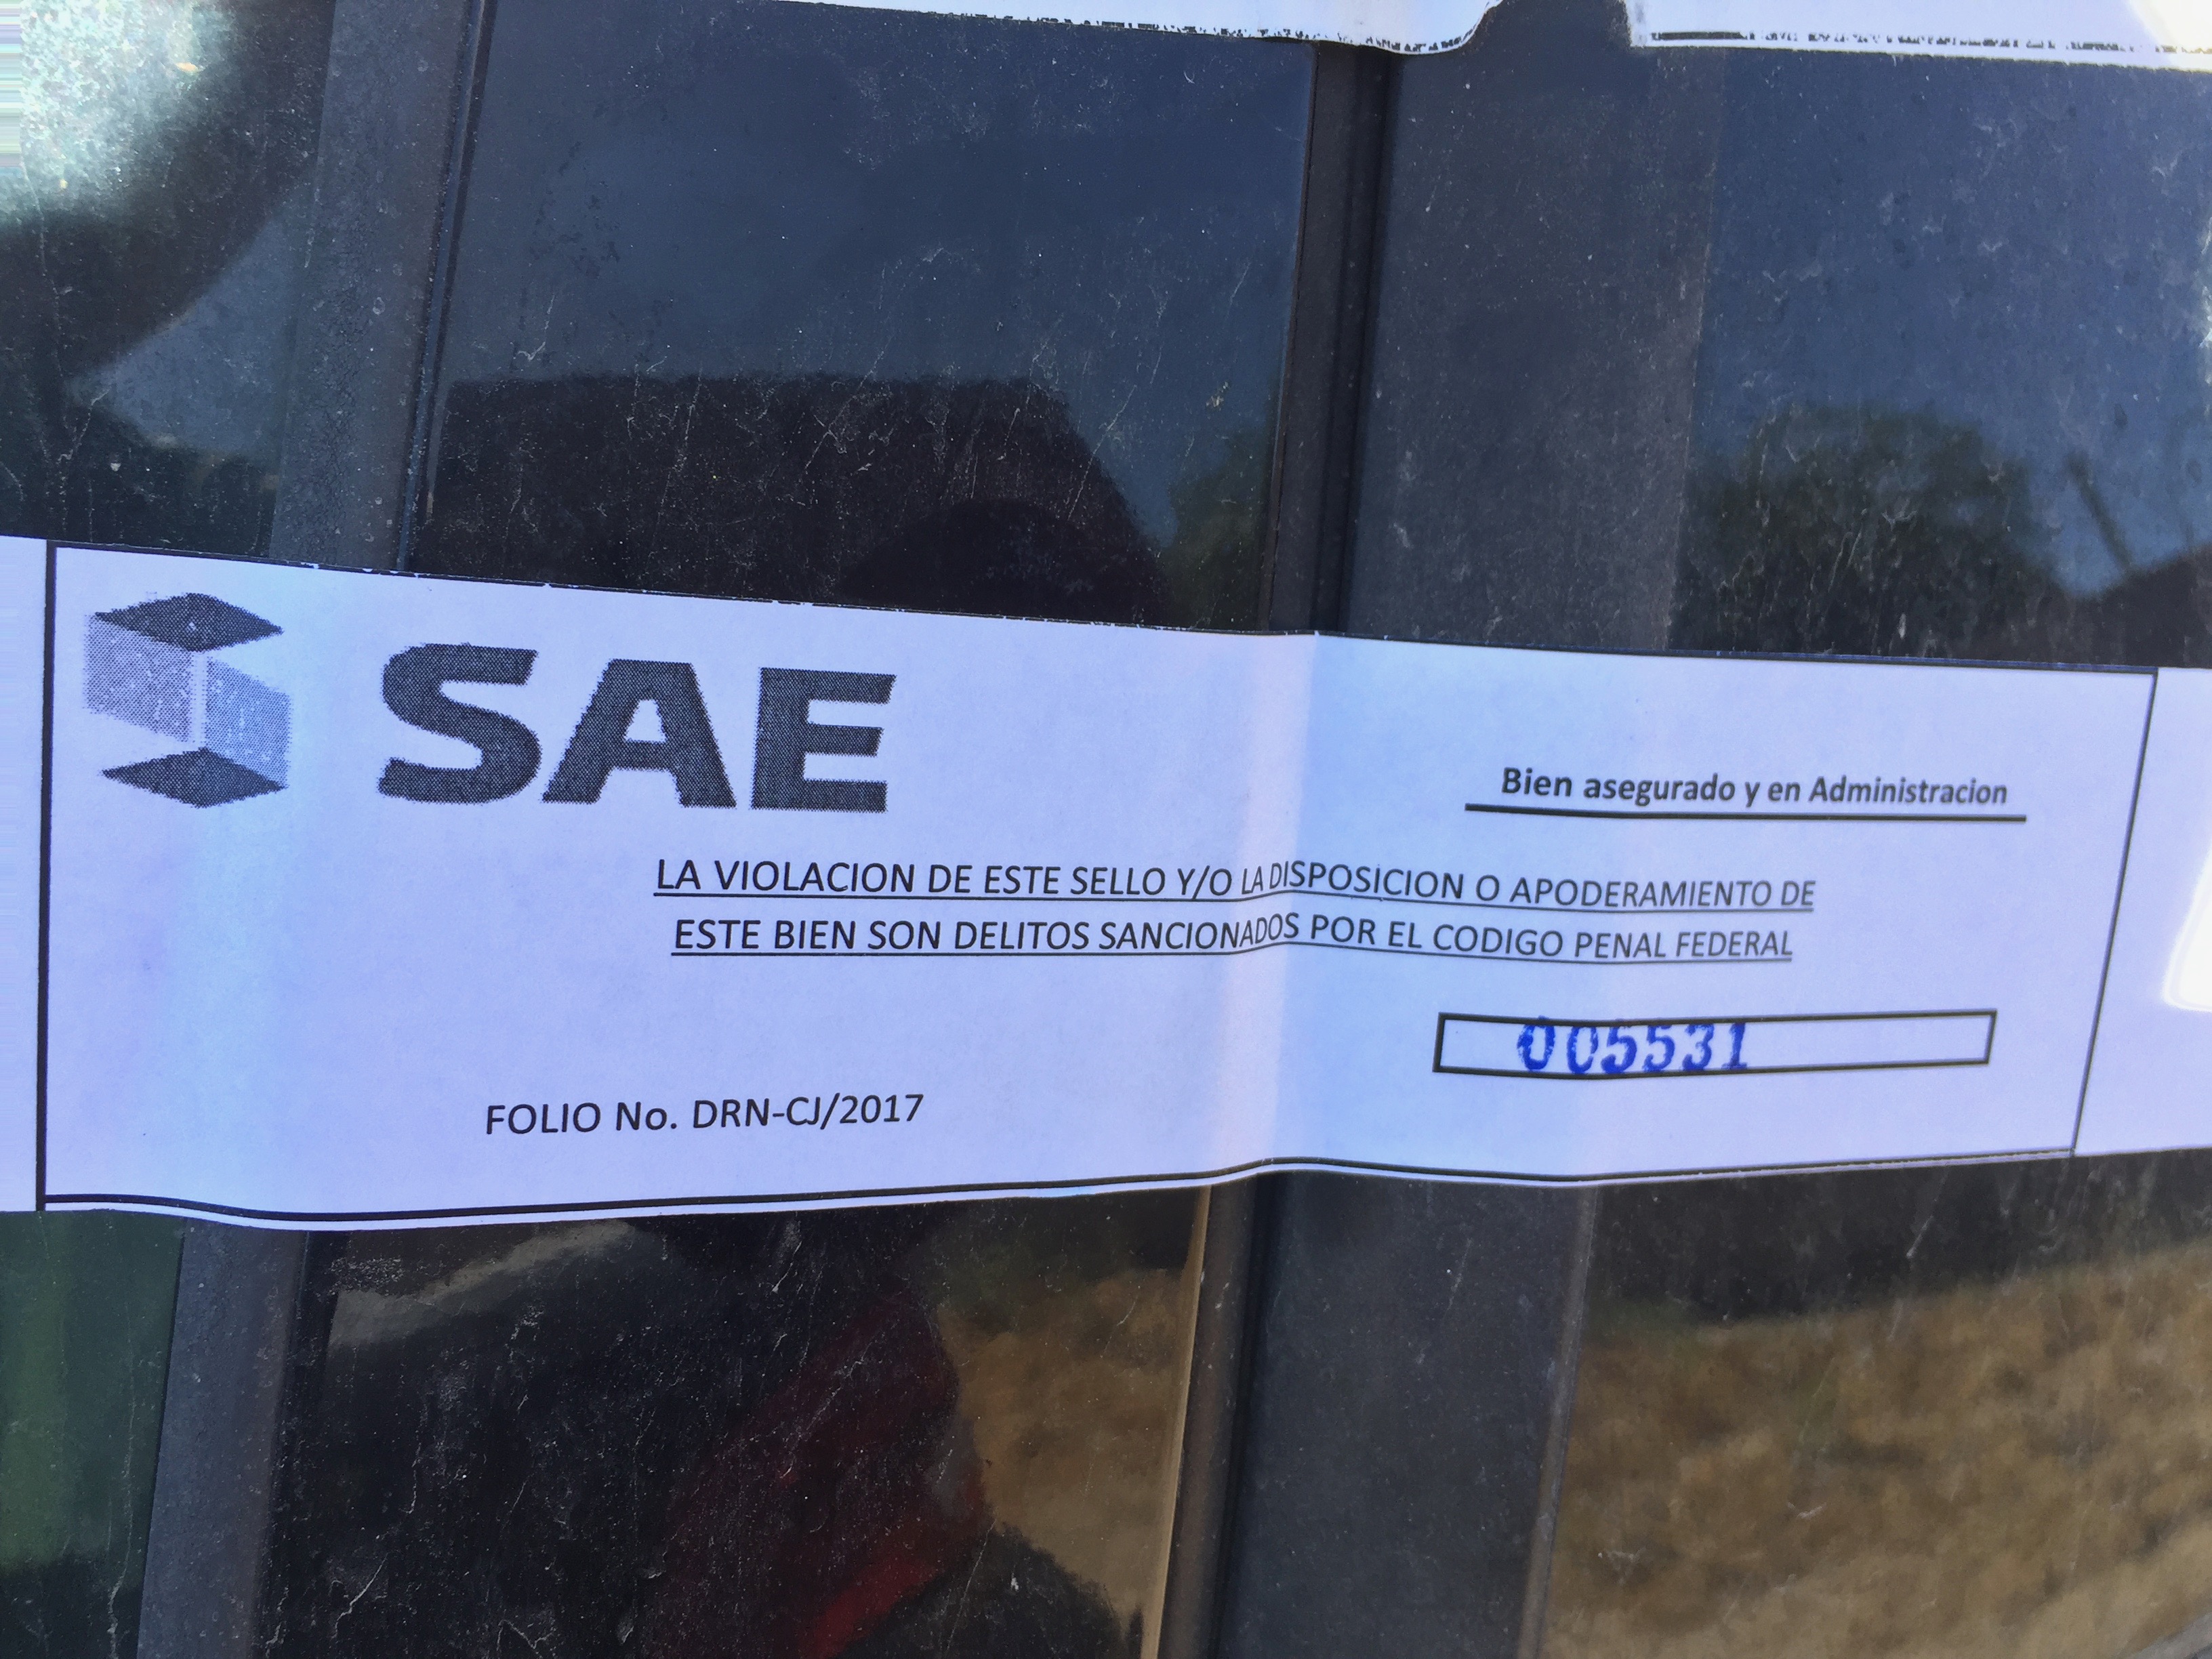 SAE
Bien asegurado y en Administracion
LA VIOLACION DE ESTE SELLO Y/O LA DISPOSICION O APODERAMIENTO DE
ESTE BIEN SON DELITOS SANCIONADOS POR EL CODIGO PENAL FEDERAL
005531
FOLIO No. DRN-CJ/2017